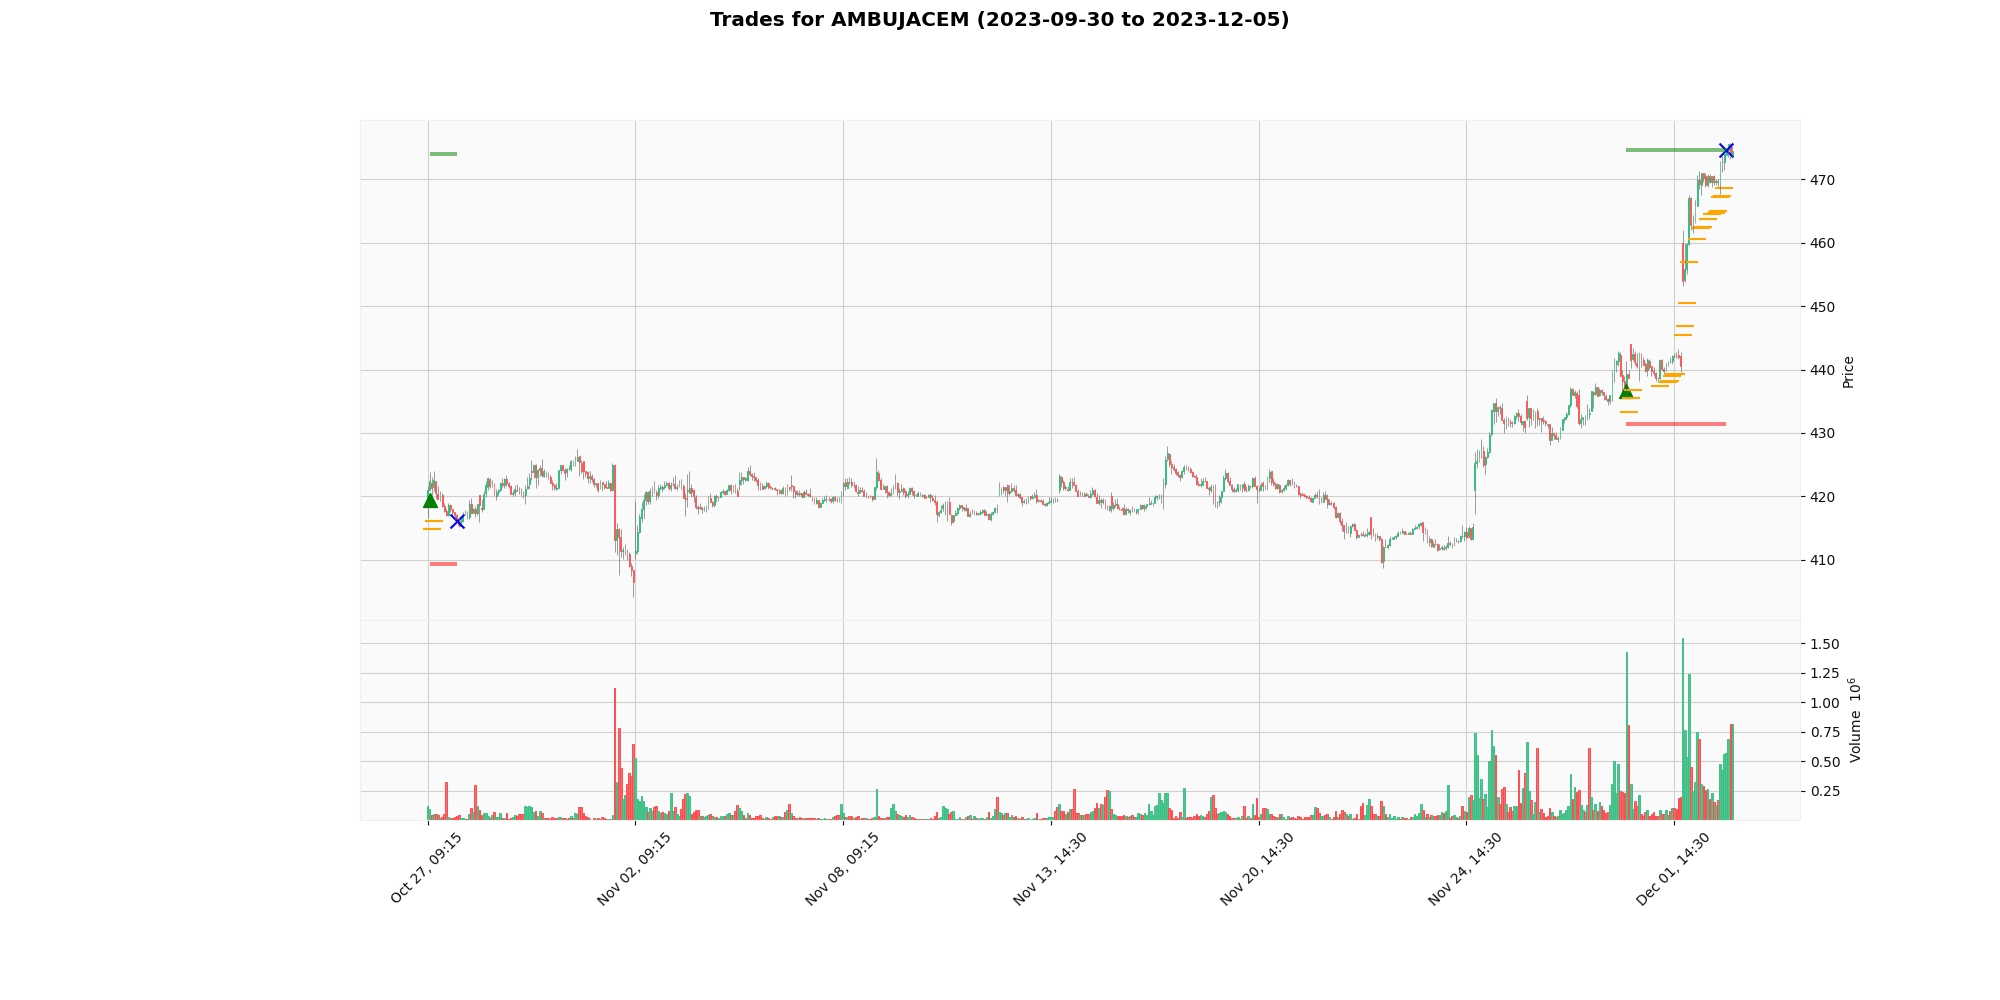 Trades for AMBUJACEM (2023-09-30 to 2023-12-05)
470
460
450
440
430
420
410
Price
1.50
1.25
1.00
0.75
0.50
0.25
Volume 10⁶
Oct 27, 09:15
Nov 02, 09:15
Nov 08, 09:15
Nov 13, 14:30
Nov 20, 14:30
Nov 24, 14:30
Dec 01, 14:30